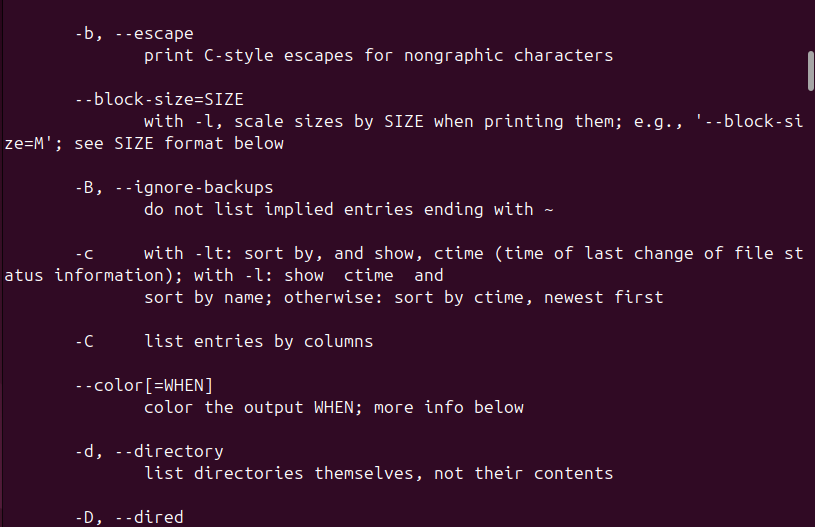 -b, --escape
print C-style escapes for nongraphic characters
--block-size=SIZE
with -l, scale sizes by SIZE when printing them; e.g., '--block-si
ze=M'; see SIZE format below
-B, --ignore-backups
do not list implied entries ending with ~
-c     with -lt: sort by, and show, ctime (time of last change of file st
atus information); with -l: show  ctime  and
sort by name; otherwise: sort by ctime, newest first
-C     list entries by columns
--color[=WHEN]
color the output WHEN; more info below
-d, --directory
list directories themselves, not their contents
-D, --dired